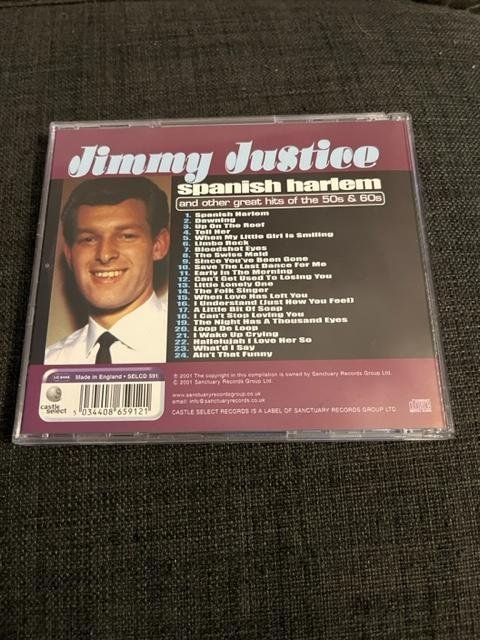 Jimmy Justice
spanish harlem
and other great hits of the 50s & 60s
1. Spanish Harlem
2. Dawning
3. Up On The Roof
4. Tell Her
5. When My Little Girl Is Smiling
6. Limbo Rock
7. Bloodshot Eyes
8. The Swiss Maid
9. Since You've Been Gone
10. Save The Last Dance For Me
11. Early In The Morning
12. Can't Get Used To Losing You
13. Little Lonely One
14. The Folk Singer
15. When Love Has Left You
16. I Understand (Just How You Feel)
17. A Little Bit Of Soap
18. I Can't Stop Loving You
19. The Night Has A Thousand Eyes
20. Loop De Loop
21. I Wake Up Crying
22. Hallelujah I Love Her So
23. What'd I Say
24. Ain't That Funny
Made in England • SELCD 591
castle
select
5 034408 659121
℗ 2001 The copyright in this compilation is owned by Sanctuary Records Group Ltd.
© 2001 Sanctuary Records Group Ltd.
www.sanctuaryrecordsgroup.co.uk
email: info@sanctuaryrecords.co.uk
CASTLE SELECT RECORDS IS A LABEL OF SANCTUARY RECORDS GROUP LTD.